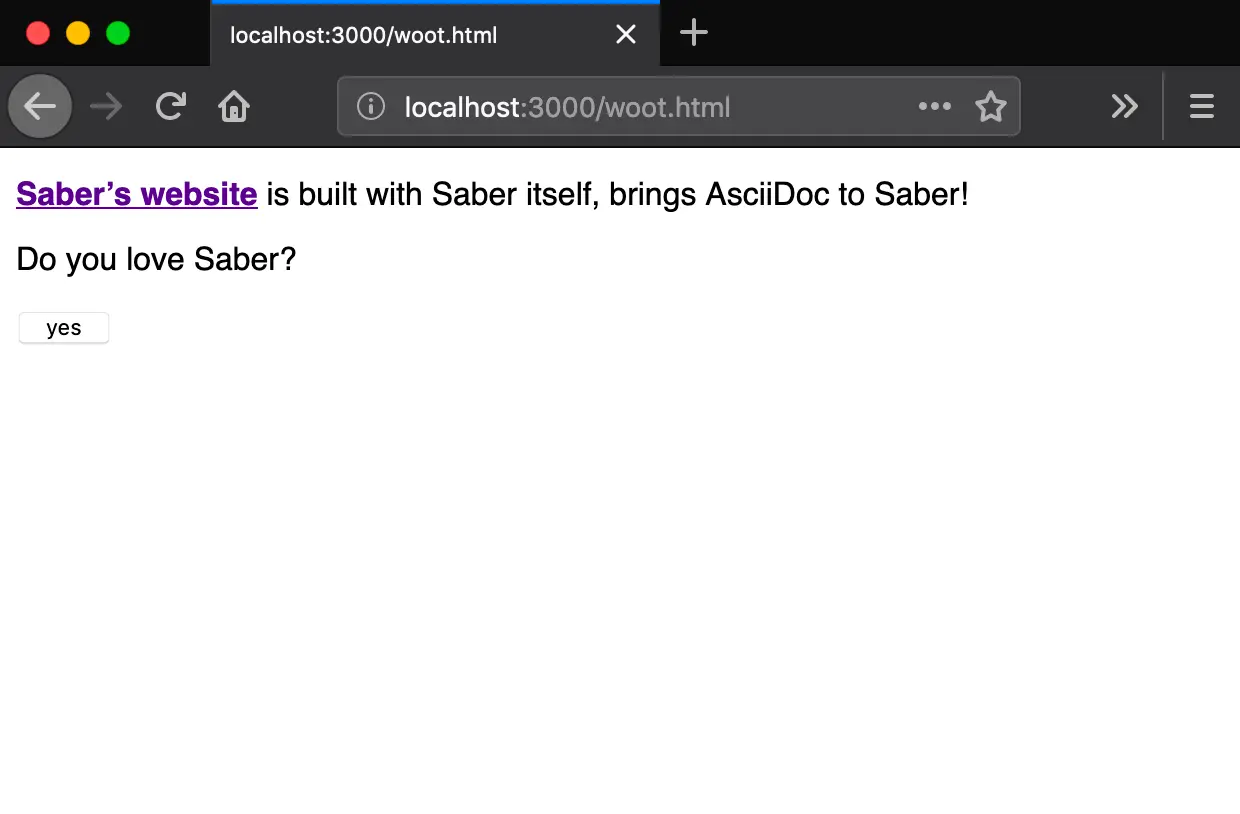 localhost:3000/woot.html
localhost:3000/woot.html
Saber’s website is built with Saber itself, brings AsciiDoc to Saber!
Do you love Saber?
yes